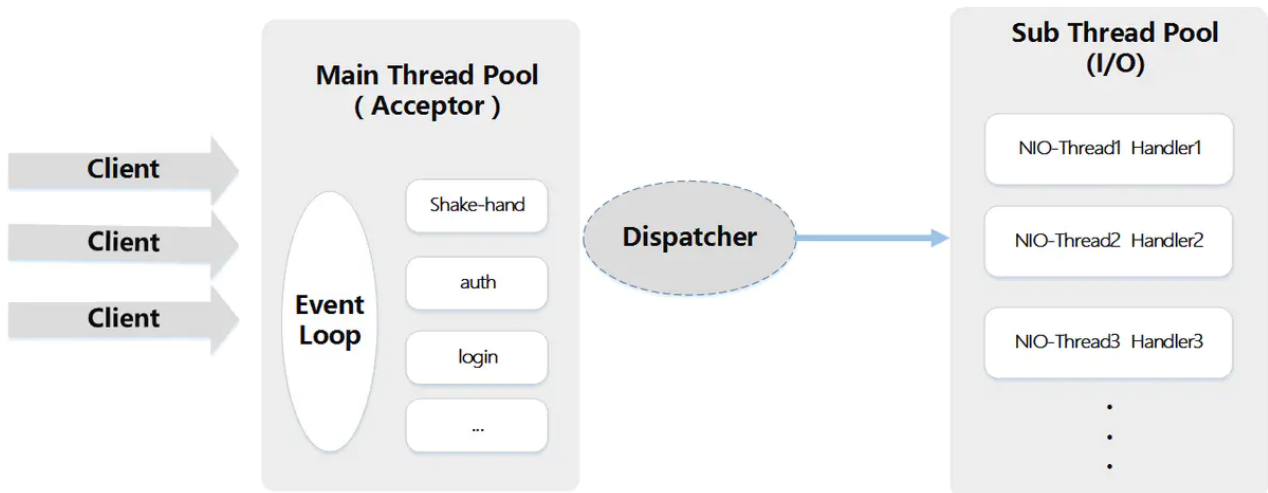 Client
Client
Client
Main Thread Pool
( Acceptor )
Event
Loop
Shake-hand
auth
login
...
Dispatcher
Sub Thread Pool
(I/O)
NIO-Thread1 Handler1
NIO-Thread2 Handler2
NIO-Thread3 Handler3
.
.
.